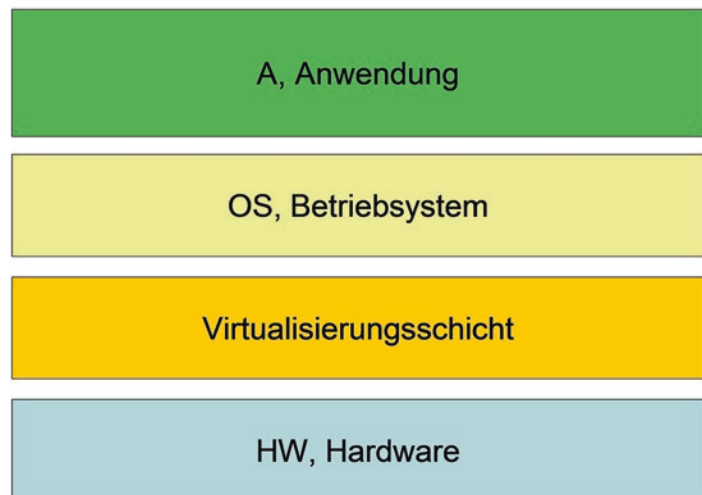 A, Anwendung
OS, Betriebsystem
Virtualisierungsschicht
HW, Hardware